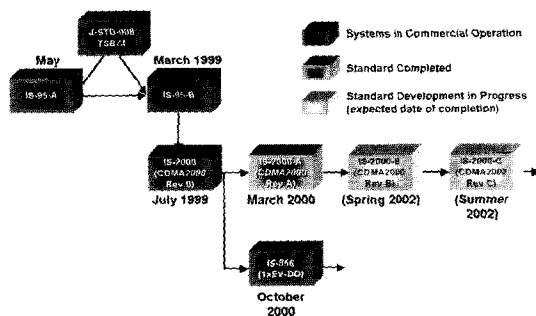 J-STD-008
TSB74
May
March 1999
IS-95-A
IS-95-B
Systems in Commercial Operation
Standard Completed
Standard Development in Progress
(expected date of completion)
IS-2000
(CDMA2000
Rev 0)
July 1999
IS-2000-A
(CDMA2000
Rev A)
March 2000
IS-2000-B
(CDMA2000
Rev B)
(Spring 2002)
IS-2000-C
(CDMA2000
Rev C)
(Summer
2002)
IS-856
(1xEV-DO)
October
2000